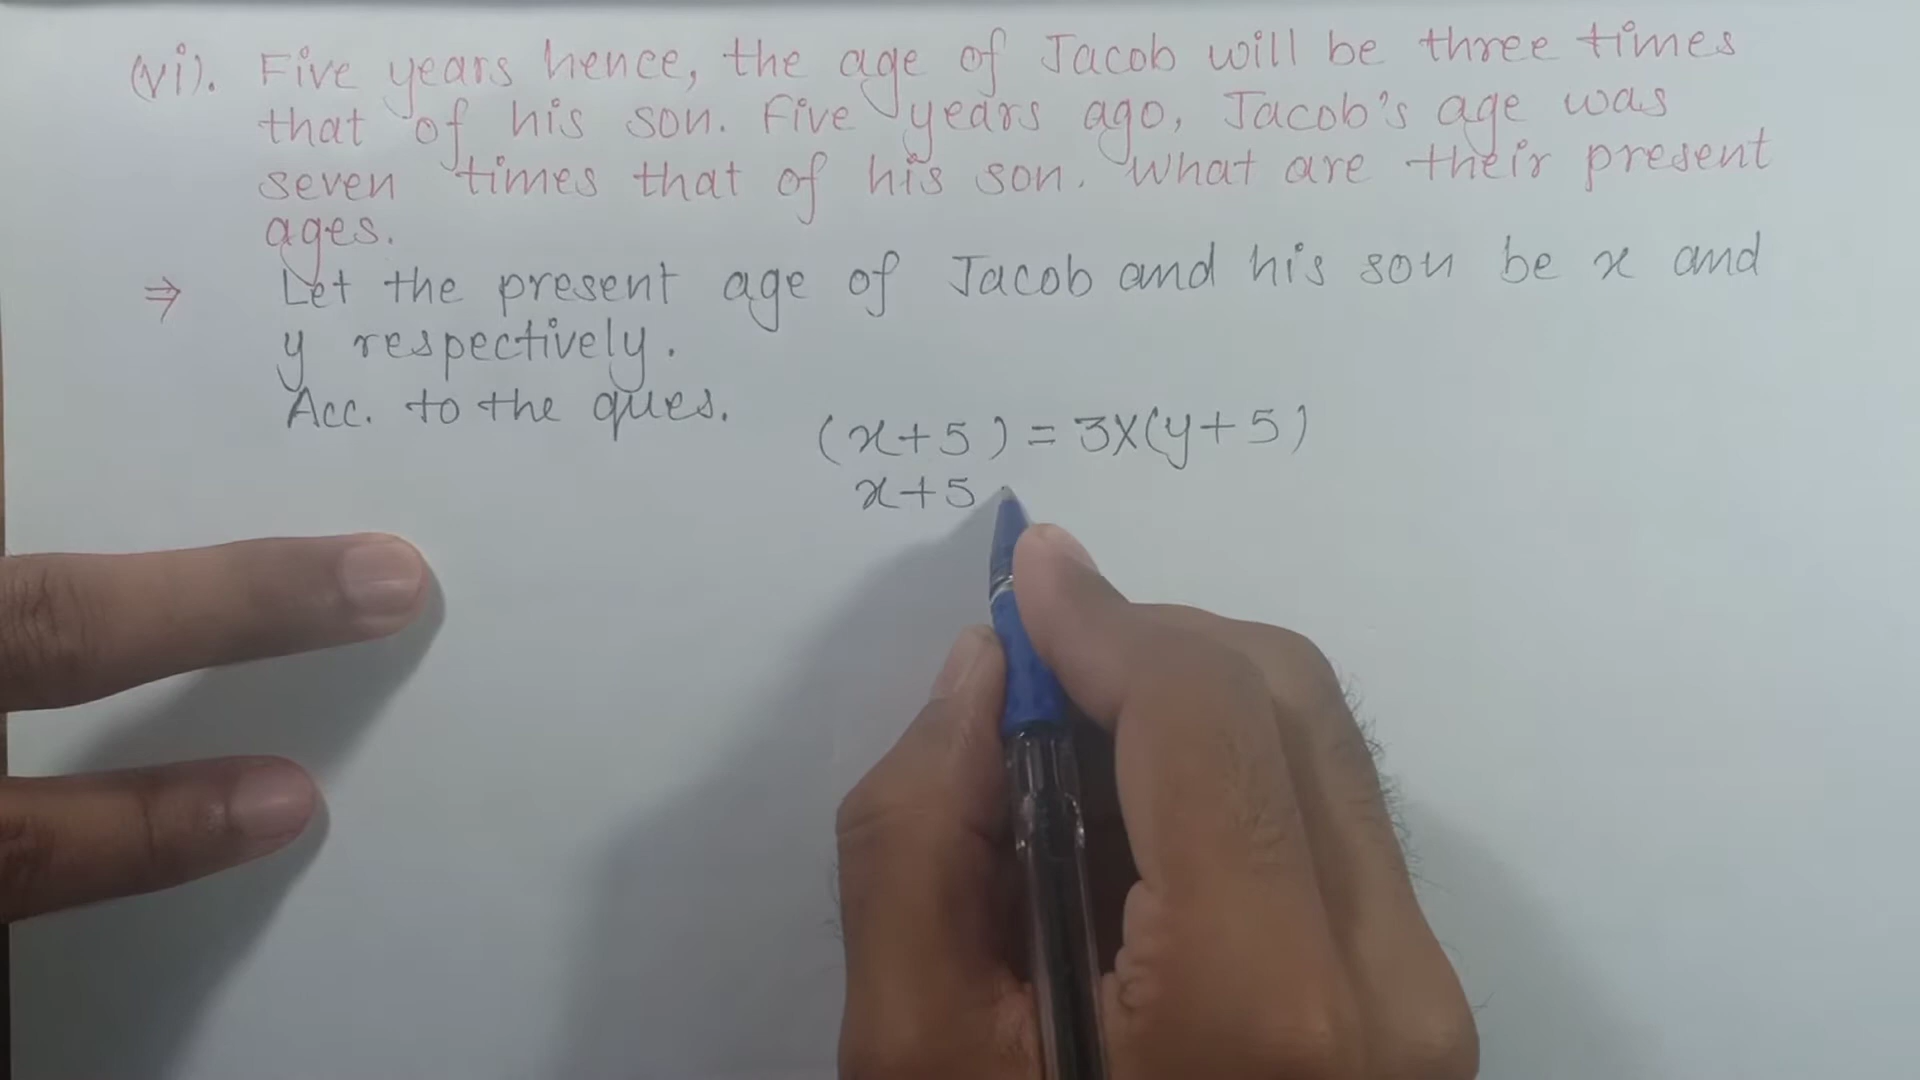 (vi). Five years hence, the age of Jacob will be three times
that of his son. Five years ago, Jacob's age was
seven times that of his son. What are their present
ages.
⇒ Let the present age of Jacob and his son be x and
y respectively.
Acc. to the ques.
(x+5) = 3×(y+5)
x+5